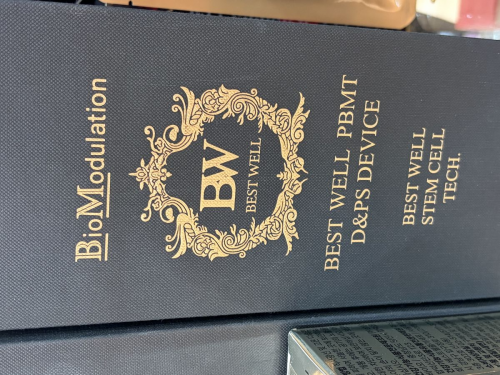 BioModulation
BW
BEST WELL
BEST WELL PBMT
D&PS DEVICE
BEST WELL
STEM CELL
TECH.